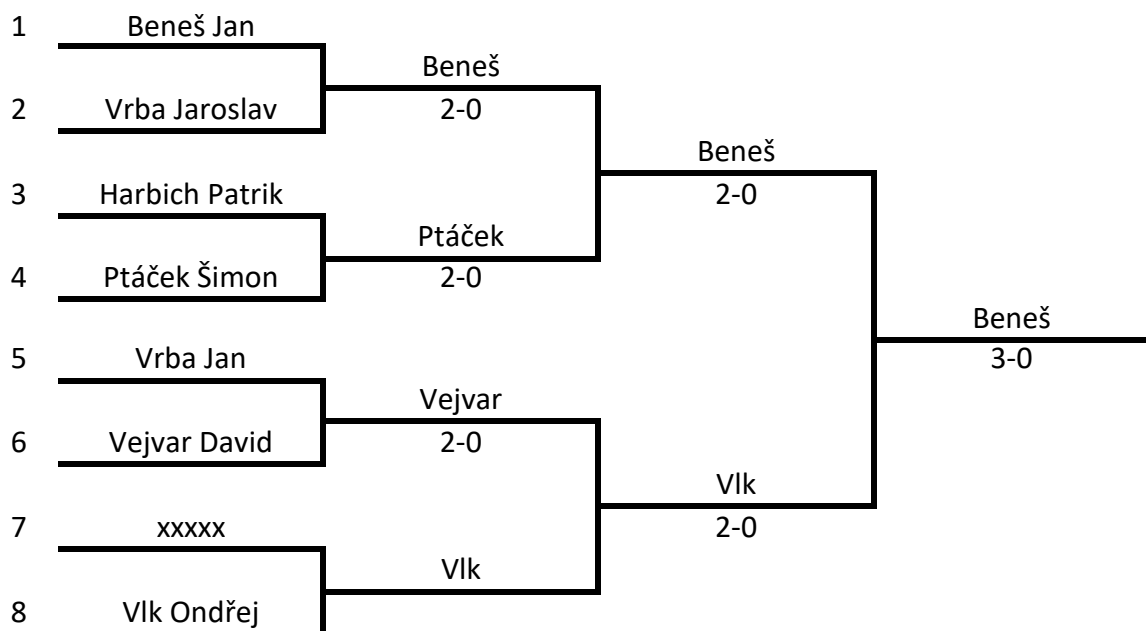 1 Beneš Jan
Beneš
2 Vrba Jaroslav
2-0
Beneš
3 Harbich Patrik
2-0
Ptáček
4 Ptáček Šimon
2-0
Beneš
5 Vrba Jan
3-0
Vejvar
6 Vejvar David
2-0
Vlk
7 xxxxx
2-0
Vlk
8 Vlk Ondřej